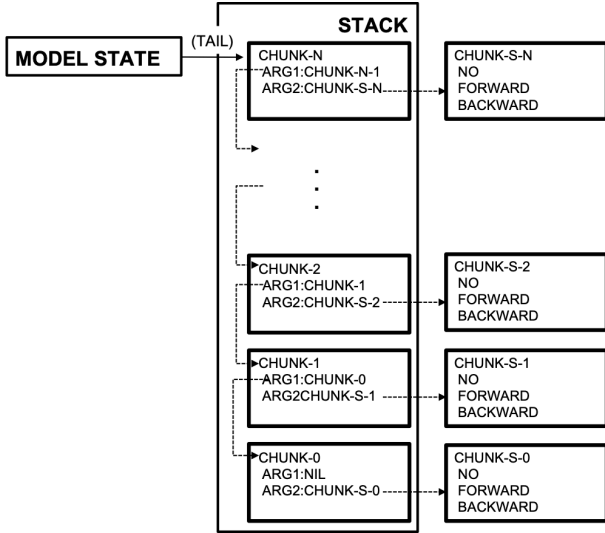 STACK
(TAIL)
MODEL STATE
CHUNK-N
ARG1:CHUNK-N-1
ARG2:CHUNK-S-N
CHUNK-S-N
NO
FORWARD
BACKWARD
.
.
.
CHUNK-2
ARG1:CHUNK-1
ARG2:CHUNK-S-2
CHUNK-S-2
NO
FORWARD
BACKWARD
CHUNK-1
ARG1:CHUNK-0
ARG2CHUNK-S-1
CHUNK-S-1
NO
FORWARD
BACKWARD
CHUNK-0
ARG1:NIL
ARG2:CHUNK-S-0
CHUNK-S-0
NO
FORWARD
BACKWARD